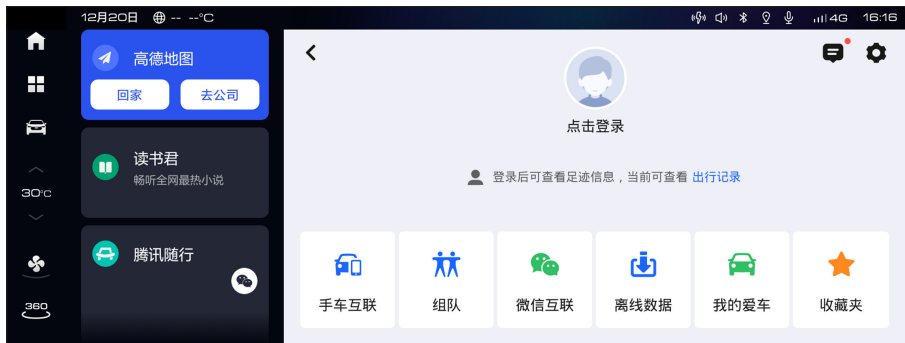 12月20日 -- --°C
4G 16:16
30°C
360
高德地图
回家 去公司
读书君
畅听全网最热小说
腾讯随行
点击登录
登录后可查看足迹信息，当前可查看 出行记录
手车互联 组队 微信互联 离线数据 我的爱车 收藏夹